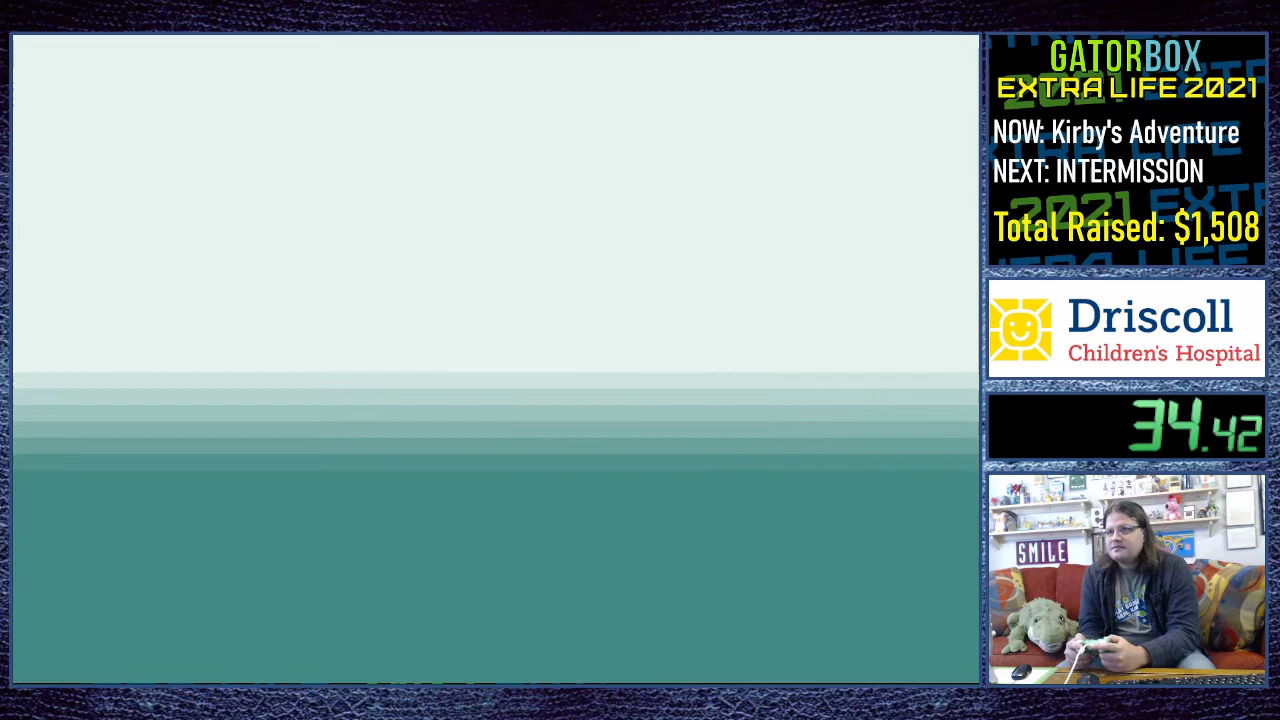 GATORBOX
EXTRA LIFE 2021
NOW: Kirby's Adventure
NEXT: INTERMISSION
Total Raised: $1,508
Driscoll
Children's Hospital
34.42
SMILE